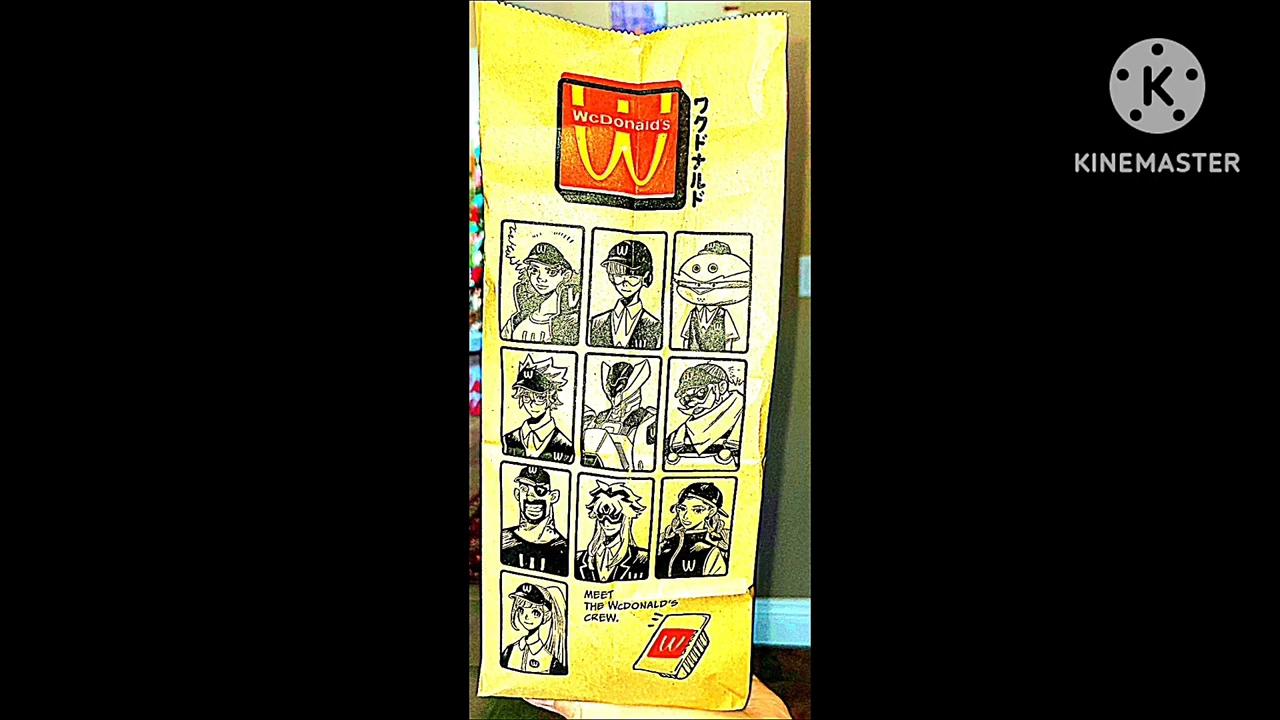 WcDonald's
ワクドナルド
MEET
THE WCDONALD'S
CREW.
W
KINEMASTER